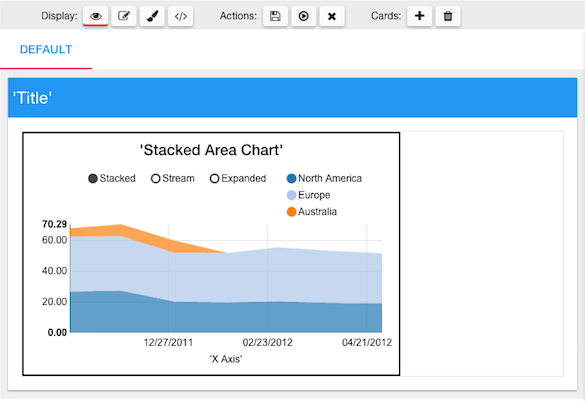 Display: </> Actions: Cards:
DEFAULT
'Title'
'Stacked Area Chart'
Stacked Stream Expanded North America
Europe
Australia
70.29
60.00
40.00
20.00
0.00
12/27/2011 02/23/2012 04/21/2012
'X Axis'